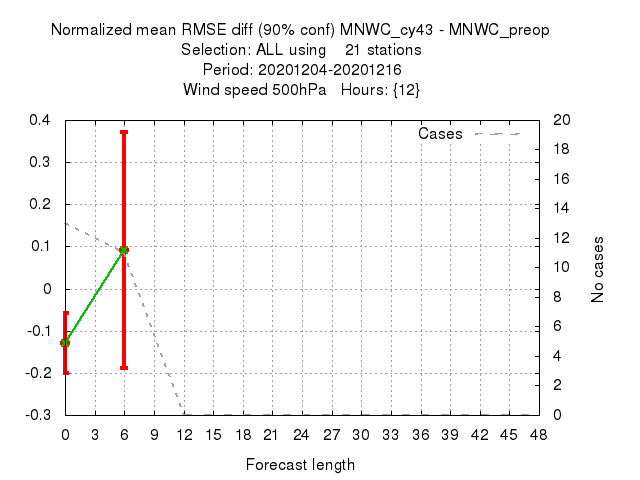 Normalized mean RMSE diff (90% conf) MNWC_cy43 - MNWC_preop
Selection: ALL using 21 stations
Period: 20201204-20201216
Wind speed 500hPa Hours: {12}
Cases
0.4
0.3
0.2
0.1
0
-0.1
-0.2
-0.3
20
18
16
14
12
10
8
6
4
2
0
No cases
0 3 6 9 12 15 18 21 24 27 30 33 36 39 42 45 48
Forecast length